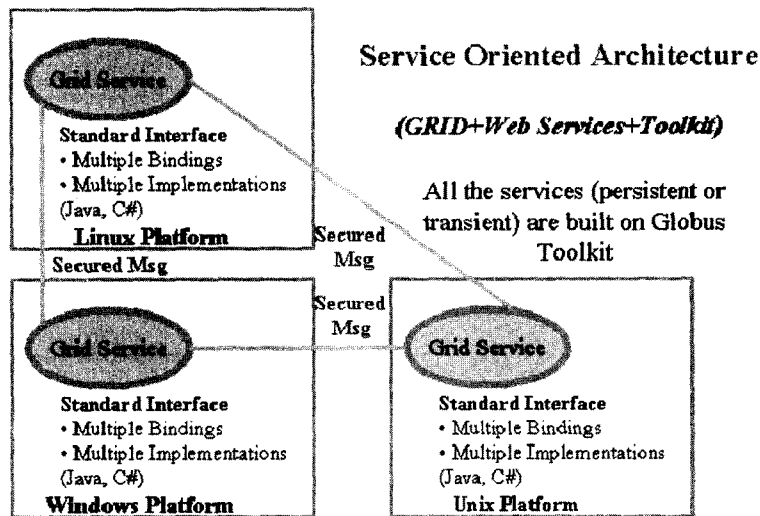 Grid Service
Standard Interface
• Multiple Bindings
• Multiple Implementations
(Java, C#)
Linux Platform
Service Oriented Architecture
(GRID+Web Services+Toolkit)
All the services (persistent or
transient) are built on Globus
Toolkit
Secured
Msg
Secured Msg
Secured
Msg
Grid Service
Standard Interface
• Multiple Bindings
• Multiple Implementations
(Java, C#)
Windows Platform
Grid Service
Standard Interface
• Multiple Bindings
• Multiple Implementations
(Java, C#)
Unix Platform